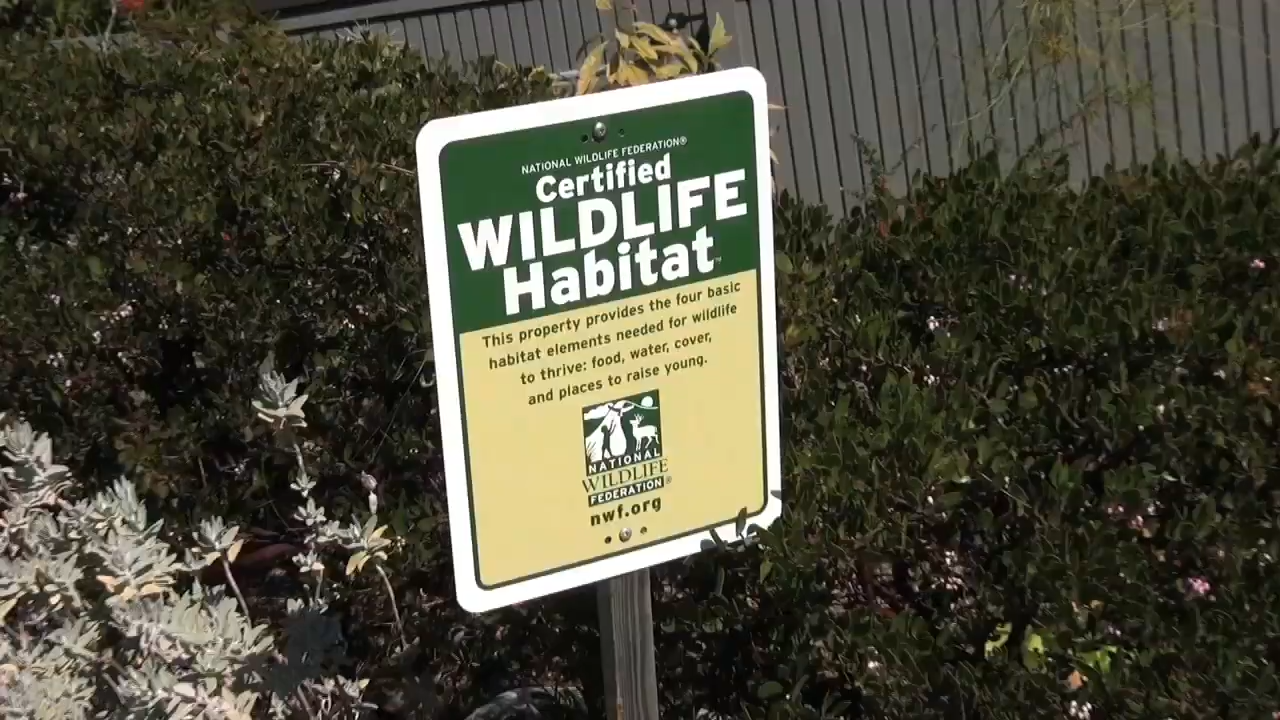 NATIONAL WILDLIFE FEDERATION®
Certified
WILDLIFE
Habitat™
This property provides the four basic
habitat elements needed for wildlife
to thrive: food, water, cover,
and places to raise young.
NATIONAL
WILDLIFE
FEDERATION®
nwf.org